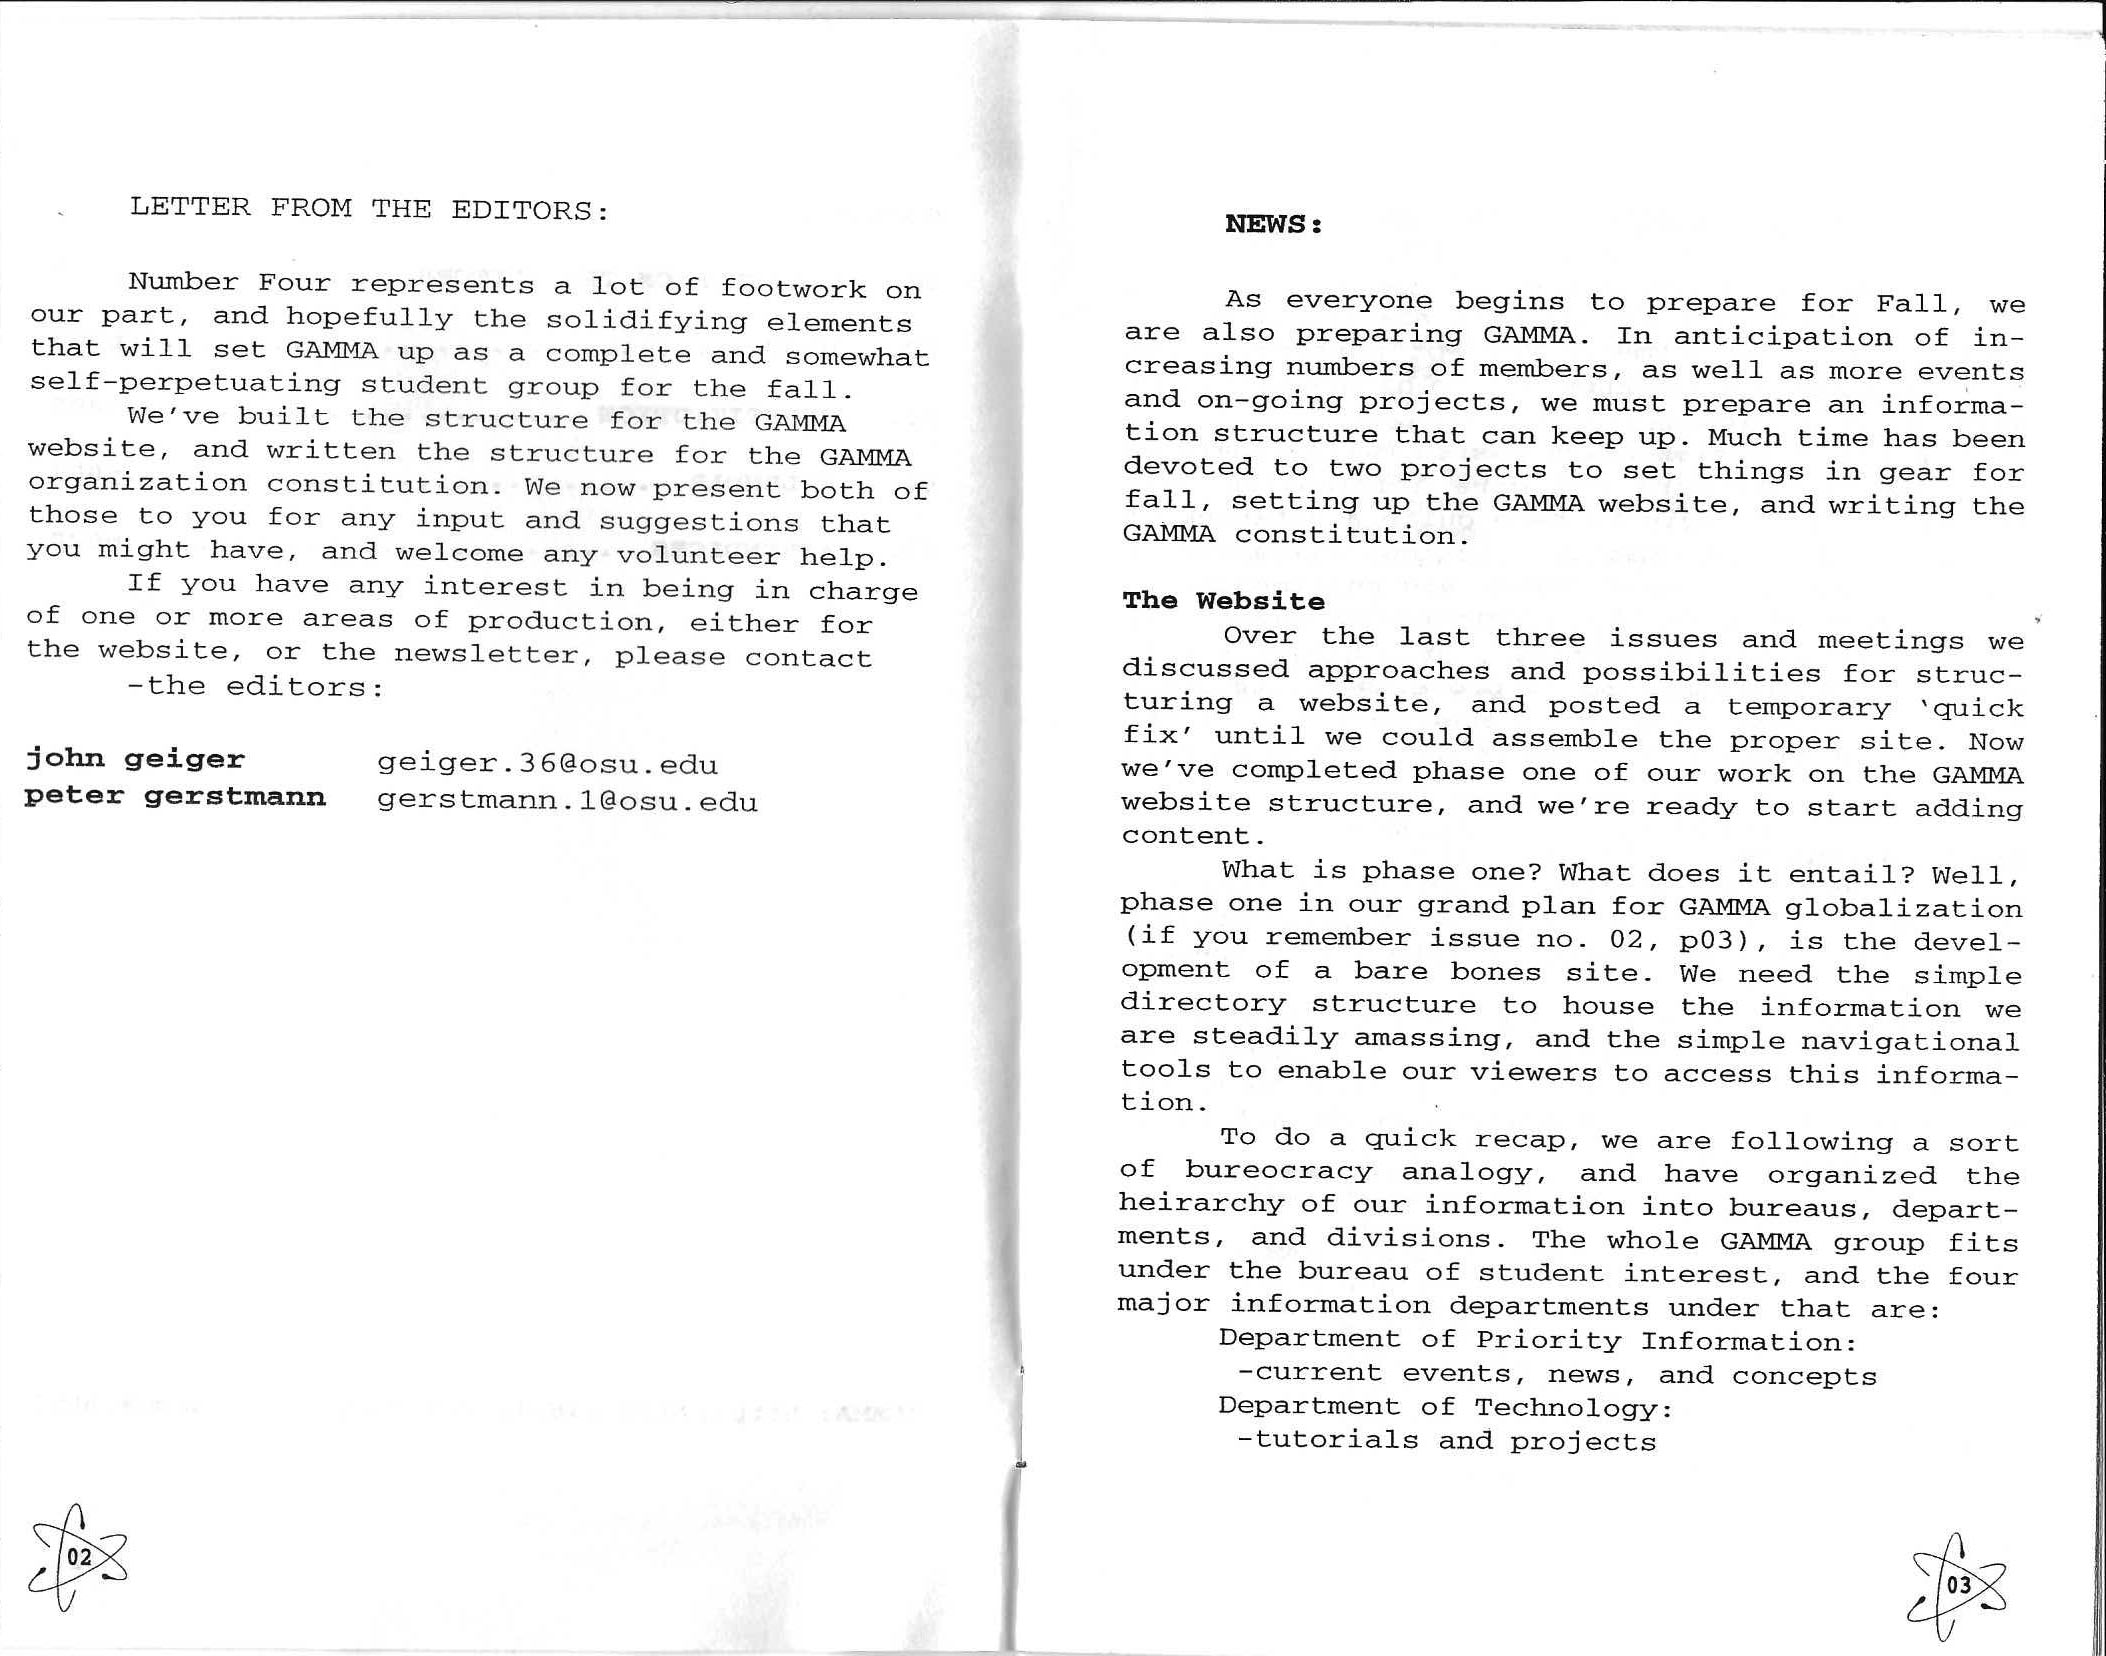 LETTER FROM THE EDITORS:
Number Four represents a lot of footwork on
our part, and hopefully the solidifying elements
that will set GAMMA up as a complete and somewhat
self-perpetuating student group for the fall.
We've built the structure for the GAMMA
website, and written the structure for the GAMMA
organization constitution. We now present both of
those to you for any input and suggestions that
you might have, and welcome any volunteer help.
If you have any interest in being in charge
of one or more areas of production, either for
the website, or the newsletter, please contact
-the editors:
john geiger geiger.36@osu.edu
peter gerstmann gerstmann.1@osu.edu
02
NEWS:
As everyone begins to prepare for Fall, we
are also preparing GAMMA. In anticipation of in-
creasing numbers of members, as well as more events
and on-going projects, we must prepare an informa-
tion structure that can keep up. Much time has been
devoted to two projects to set things in gear for
fall, setting up the GAMMA website, and writing the
GAMMA constitution.
The Website
Over the last three issues and meetings we
discussed approaches and possibilities for struc-
turing a website, and posted a temporary 'quick
fix' until we could assemble the proper site. Now
we've completed phase one of our work on the GAMMA
website structure, and we're ready to start adding
content.
What is phase one? What does it entail? Well,
phase one in our grand plan for GAMMA globalization
(if you remember issue no. 02, p03), is the devel-
opment of a bare bones site. We need the simple
directory structure to house the information we
are steadily amassing, and the simple navigational
tools to enable our viewers to access this informa-
tion.
To do a quick recap, we are following a sort
of bureocracy analogy, and have organized the
heirarchy of our information into bureaus, depart-
ments, and divisions. The whole GAMMA group fits
under the bureau of student interest, and the four
major information departments under that are:
Department of Priority Information:
-current events, news, and concepts
Department of Technology:
-tutorials and projects
03